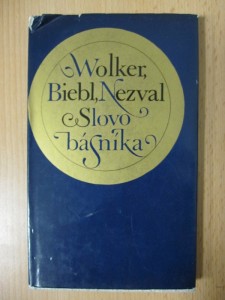 Wolker,
Biebl, Nezval
Slovo
básníka